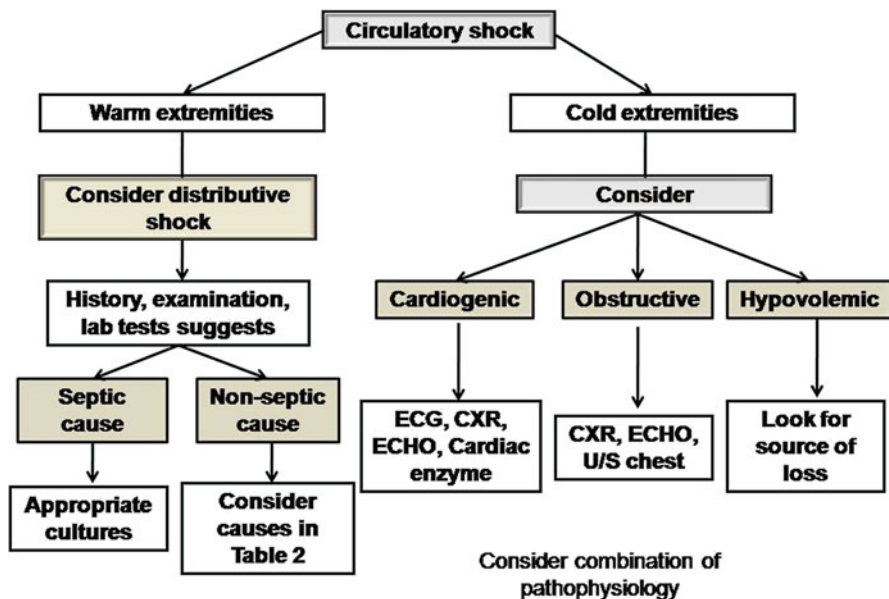 Circulatory shock
Warm extremities
Cold extremities
Consider distributive
shock
Consider
History, examination,
lab tests suggests
Cardiogenic
Obstructive
Hypovolemic
Septic
cause
Non-septic
cause
ECG, CXR,
ECHO, Cardiac
enzyme
CXR, ECHO,
U/S chest
Look for
source of
loss
Appropriate
cultures
Consider
causes in
Table 2
Consider combination of
pathophysiology